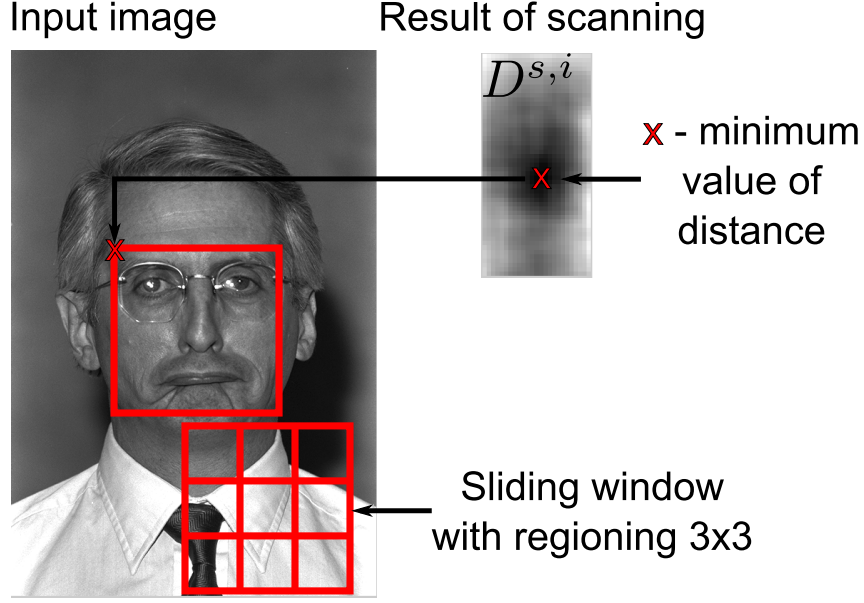 Input image
Result of scanning
D^{s,i}
x - minimum
value of
distance
x
x
Sliding window
with regioning 3x3